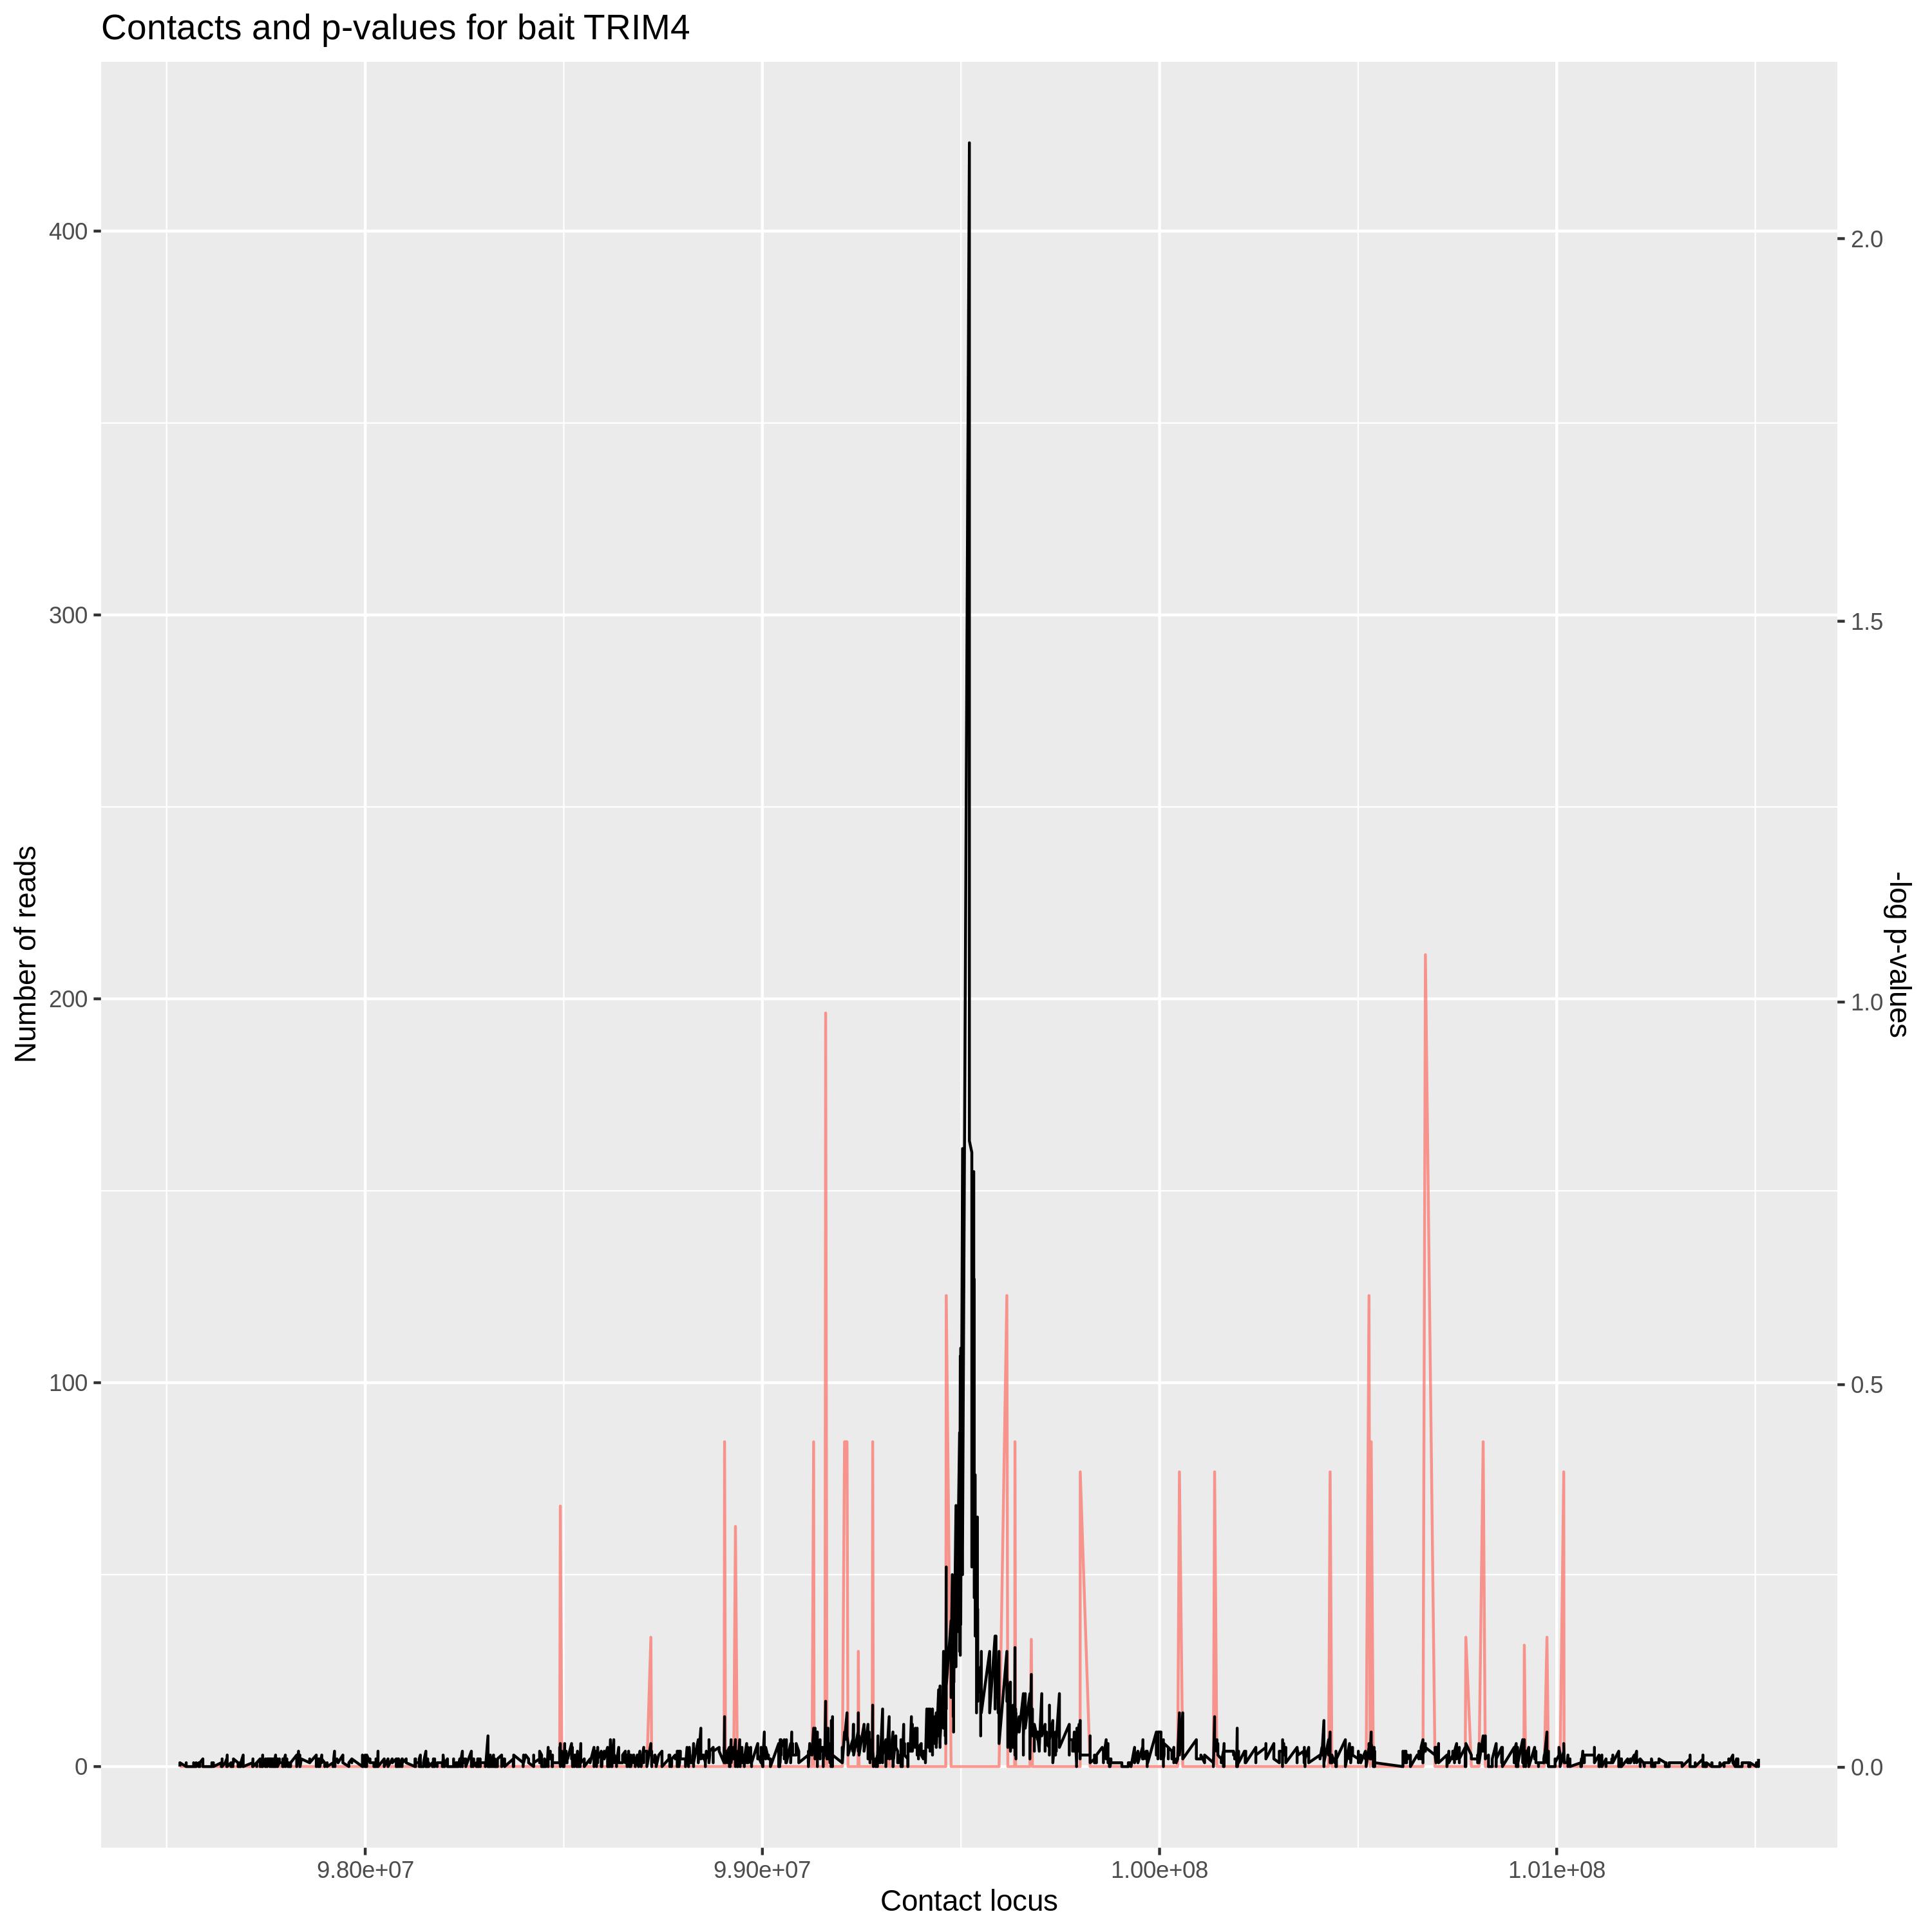 Contacts and p-values for bait TRIM4
400
300
200
100
0
Number of reads
2.0
1.5
1.0
0.5
0.0
-log p-values
9.80e+07 9.90e+07 1.00e+08 1.01e+08
Contact locus